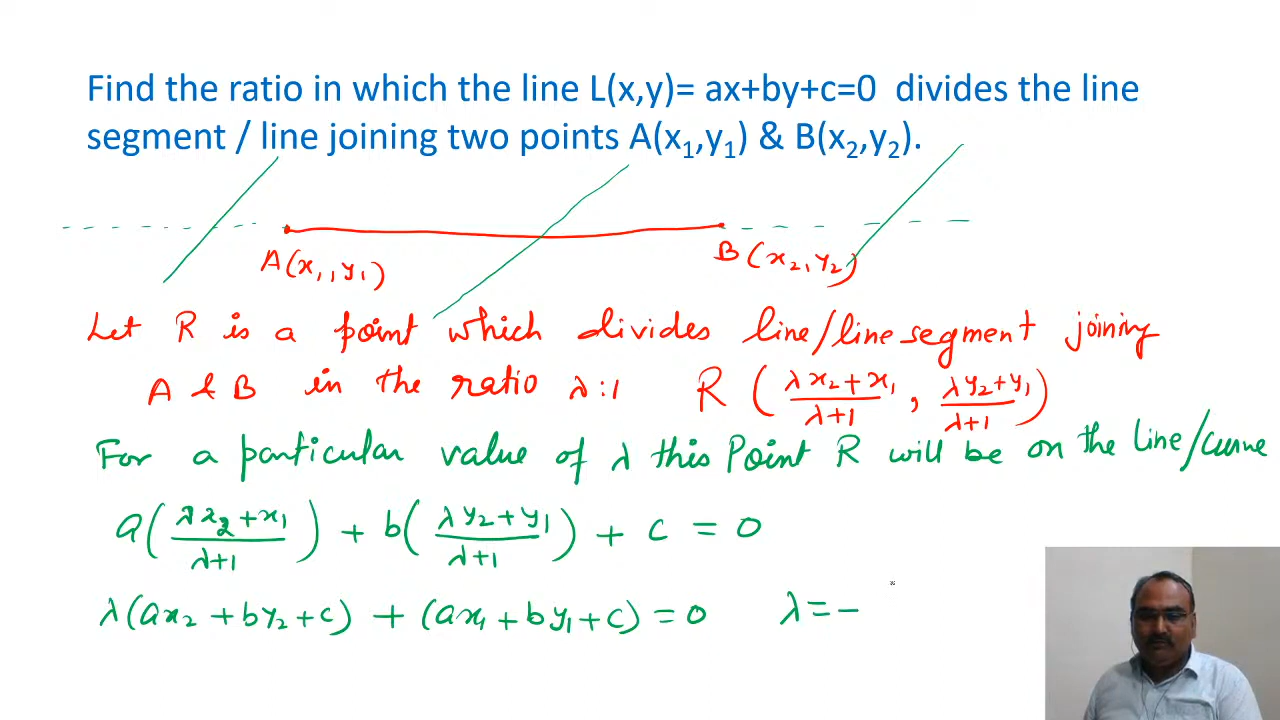 Find the ratio in which the line L(x,y)= ax+by+c=0 divides the line
segment / line joining two points A(x₁,y₁) & B(x₂,y₂).
A(x₁,y₁) B(x₂,y₂)
Let R is a point which divides line/line segment joining
A & B in the ratio λ:1 R((λx₂+x₁)/(λ+1), (λy₂+y₁)/(λ+1))
For a particular value of λ this Point R will be on the Line/curve
a((λx₂+x₁)/(λ+1)) + b((λy₂+y₁)/(λ+1)) + c = 0
λ(ax₂+by₂+c) + (ax₁+by₁+c) = 0 λ = -